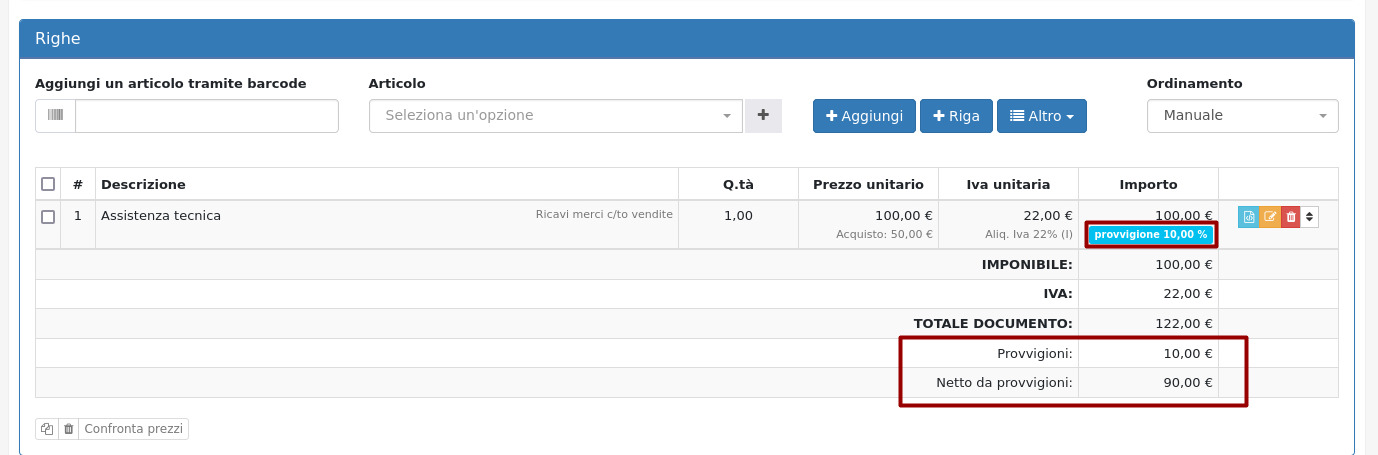 Righe
Aggiungi un articolo tramite barcode Articolo Ordinamento
Seleziona un'opzione Aggiungi Riga Altro Manuale
# Descrizione Q.tà Prezzo unitario Iva unitaria Importo
1 Assistenza tecnica Ricavi merci c/to vendite 1,00 100,00 € 22,00 € 100,00 €
Acquisto: 50,00 € Aliq. Iva 22% (I) provvigione 10,00 %
IMPONIBILE: 100,00 €
IVA: 22,00 €
TOTALE DOCUMENTO: 122,00 €
Provvigioni: 10,00 €
Netto da provvigioni: 90,00 €
Confronta prezzi